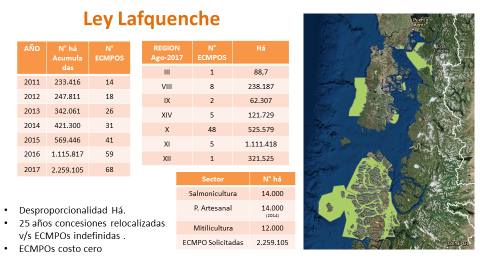 Ley Lafquenche
AÑO N° há Acumula das N° ECMPOS
2011 233.416 14
2012 247.811 18
2013 342.061 26
2014 421.300 31
2015 569.446 41
2016 1.115.817 59
2017 2.259.105 68
REGION Ago-2017 N° ECMPOS Há
III 1 88,7
VIII 8 238.187
IX 2 62.307
XIV 5 121.729
X 48 525.579
XI 5 1.111.418
XII 1 321.525
Sector N° há
Salmonicultura 14.000
P. Artesanal 14.000
(2014)
Mitilicultura 12.000
ECMPO Solicitadas 2.259.105
• Desproporcionalidad Há.
• 25 años concesiones relocalizadas
v/s ECMPOs indefinidas .
• ECMPOs costo cero